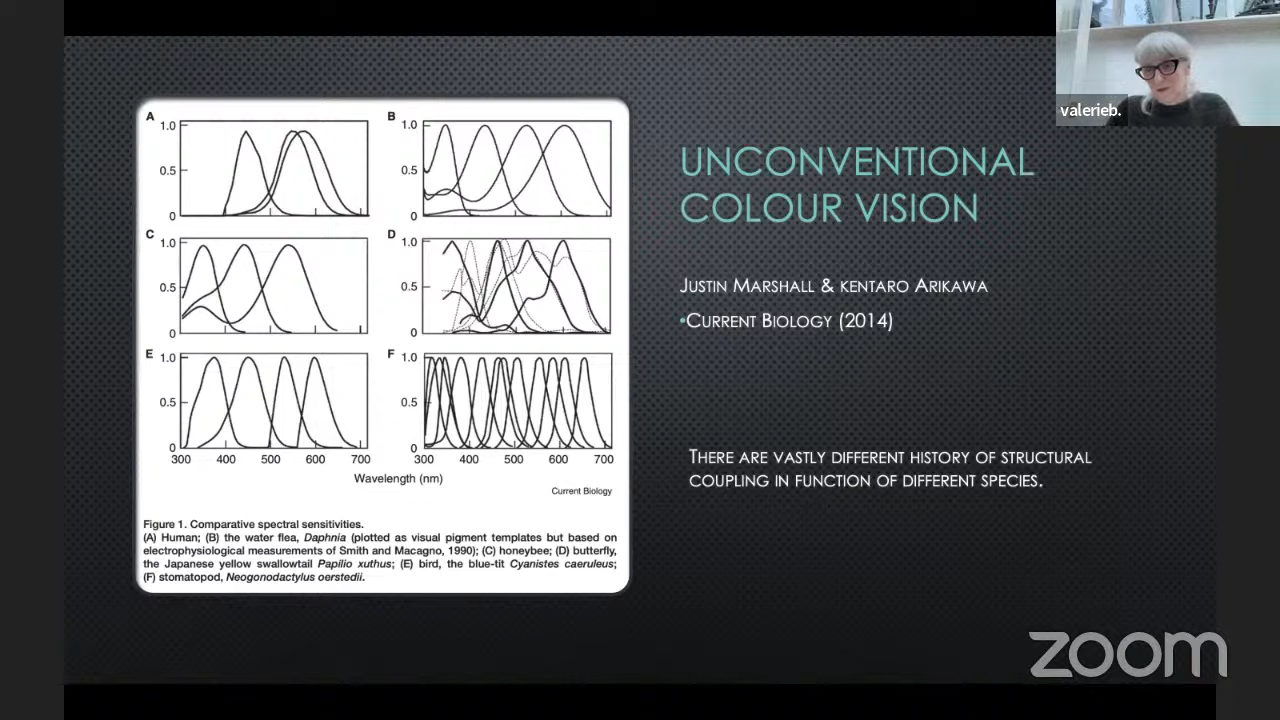 valerieb.
A
1.0
0.5
0
B
1.0
0.5
0
C
1.0
0.5
0
D
1.0
0.5
0
E
1.0
0.5
0
300 400 500 600 700
F
1.0
0.5
0
300 400 500 600 700
Wavelength (nm)
Current Biology
Figure 1. Comparative spectral sensitivities.
(A) Human; (B) the water flea, Daphnia (plotted as visual pigment templates but based on
electrophysiological measurements of Smith and Macagno, 1990); (C) honeybee; (D) butterfly,
the Japanese yellow swallowtail Papilio xuthus; (E) bird, the blue-tit Cyanistes caeruleus;
(F) stomatopod, Neogonodactylus oerstedii.
UNCONVENTIONAL
COLOUR VISION
JUSTIN MARSHALL & KENTARO ARIKAWA
•CURRENT BIOLOGY (2014)
THERE ARE VASTLY DIFFERENT HISTORY OF STRUCTURAL
COUPLING IN FUNCTION OF DIFFERENT SPECIES.
zoom